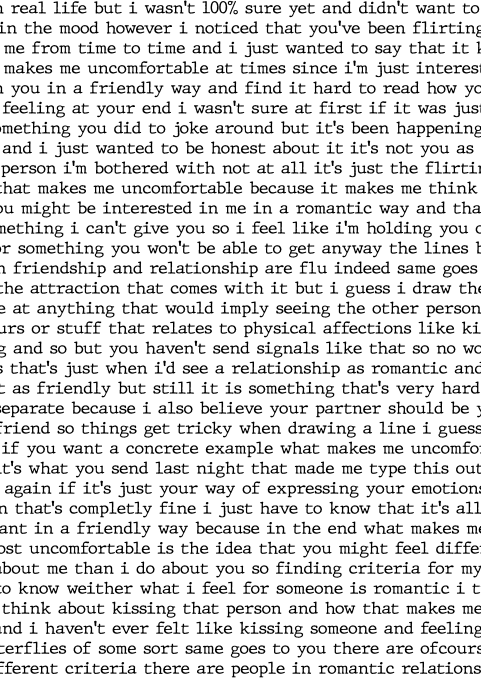 n real life but i wasn't 100% sure yet and didn't want to
in the mood however i noticed that you've been flirting
me from time to time and i just wanted to say that it k
makes me uncomfortable at times since i'm just interest
n you in a friendly way and find it hard to read how yo
feeling at your end i wasn't sure at first if it was just
omething you did to joke around but it's been happening
and i just wanted to be honest about it it's not you as
person i'm bothered with not at all it's just the flirtin
that makes me uncomfortable because it makes me think
ou might be interested in me in a romantic way and tha
mething i can't give you so i feel like i'm holding you o
or something you won't be able to get anyway the lines b
n friendship and relationship are flu indeed same goes
the attraction that comes with it but i guess i draw the
e at anything that would imply seeing the other person
urs or stuff that relates to physical affections like ki
g and so but you haven't send signals like that so no wo
s that's just when i'd see a relationship as romantic and
t as friendly but still it is something that's very hard
separate because i also believe your partner should be y
friend so things get tricky when drawing a line i guess
if you want a concrete example what makes me uncomfo
it's what you send last night that made me type this out
again if it's just your way of expressing your emotions
n that's completly fine i just have to know that it's all
ant in a friendly way because in the end what makes me
ost uncomfortable is the idea that you might feel diffe
about me than i do about you so finding criteria for my
to know weither what i feel for someone is romantic i t
think about kissing that person and how that makes me
und i haven't ever felt like kissing someone and feeling
terflies of some sort same goes to you there are ofcours
fferent criteria there are people in romantic relations